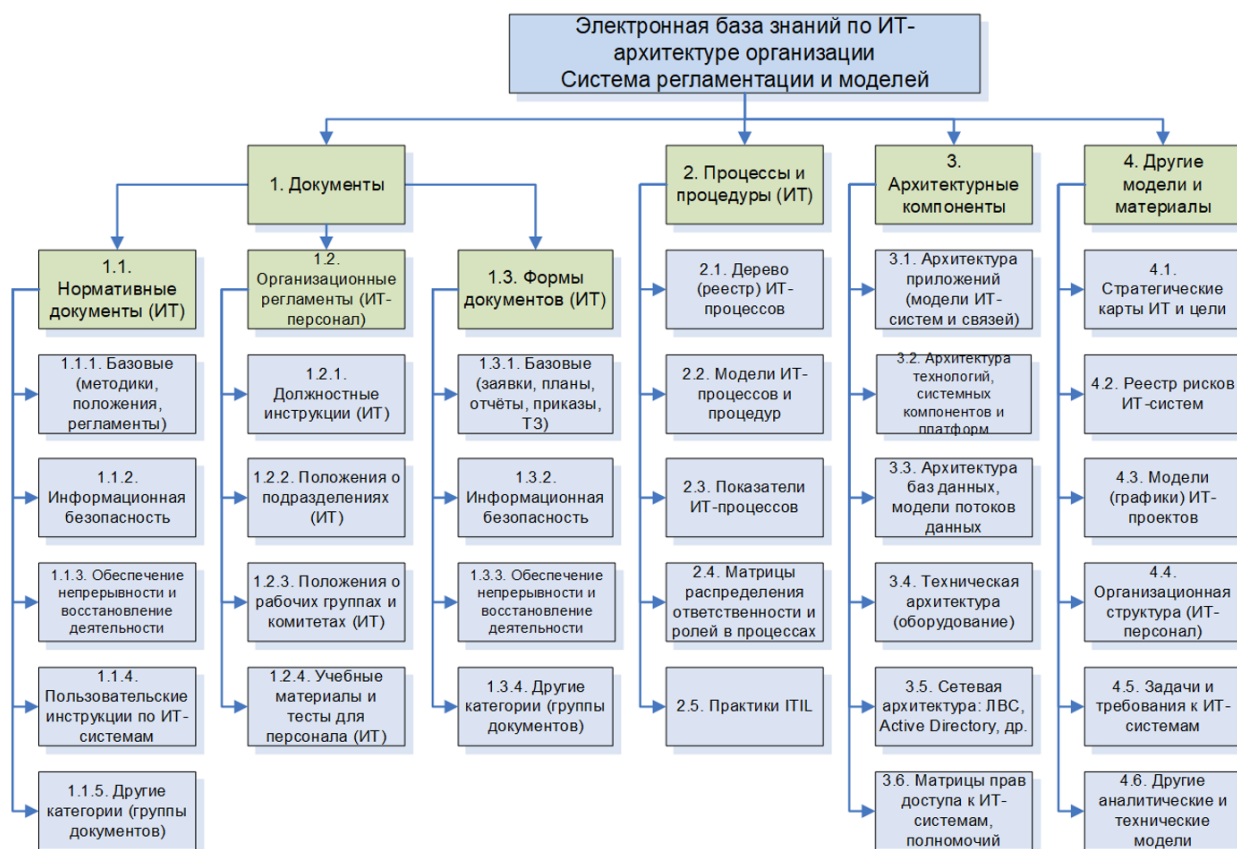 Электронная база знаний по ИТ-
архитектуре организации
Система регламентации и моделей
1. Документы
2. Процессы и
процедуры (ИТ)
3.
Архитектурные
компоненты
4. Другие
модели и
материалы
1.1.
Нормативные
документы (ИТ)
1.2.
Организационные
регламенты (ИТ-
персонал)
1.3. Формы
документов (ИТ)
2.1. Дерево
(реестр) ИТ-
процессов
3.1. Архитектура
приложений
(модели ИТ-
систем и связей)
4.1.
Стратегические
карты ИТ и цели
1.1.1. Базовые
(методики,
положения,
регламенты)
1.2.1.
Должностные
инструкции (ИТ)
1.3.1. Базовые
(заявки, планы,
отчёты, приказы,
ТЗ)
2.2. Модели ИТ-
процессов и
процедур
3.2. Архитектура
технологий,
системных
компонентов и
платформ
4.2. Реестр рисков
ИТ-систем
1.1.2.
Информационная
безопасность
1.2.2. Положения о
подразделениях
(ИТ)
1.3.2.
Информационная
безопасность
2.3. Показатели
ИТ-процессов
3.3. Архитектура
баз данных,
модели потоков
данных
4.3. Модели
(графики) ИТ-
проектов
1.1.3. Обеспечение
непрерывности и
восстановление
деятельности
1.2.3. Положения о
рабочих группах и
комитетах (ИТ)
1.3.3. Обеспечение
непрерывности и
восстановление
деятельности
2.4. Матрицы
распределения
ответственности и
ролей в процессах
3.4. Техническая
архитектура
(оборудование)
4.4.
Организационная
структура (ИТ-
персонал)
1.1.4.
Пользовательские
инструкции по ИТ-
системам
1.2.4. Учебные
материалы и
тесты для
персонала (ИТ)
1.3.4. Другие
категории (группы
документов)
2.5. Практики ITIL
3.5. Сетевая
архитектура: ЛВС,
Active Directory, др.
4.5. Задачи и
требования к ИТ-
системам
1.1.5. Другие
категории (группы
документов)
3.6. Матрицы прав
доступа к ИТ-
системам,
полномочий
4.6. Другие
аналитические и
технические
модели